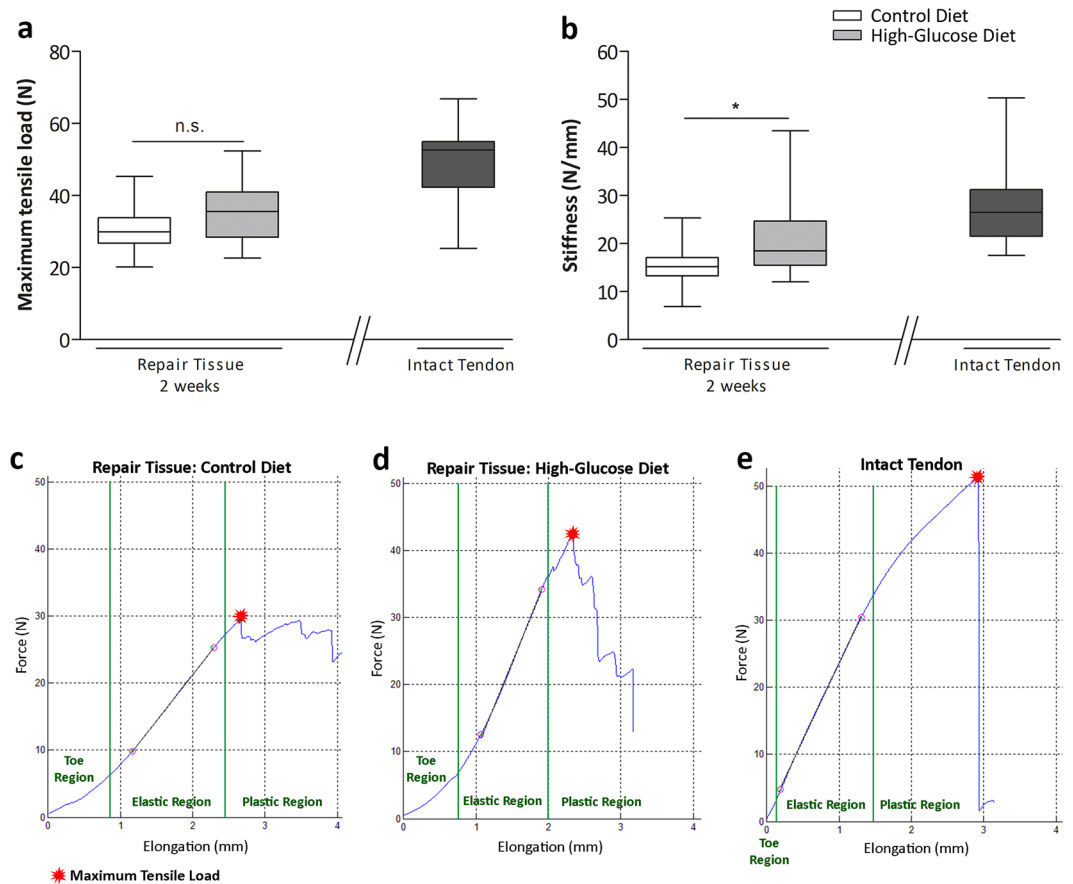 a
Maximum tensile load (N)
80
60
40
20
0
n.s.
Repair Tissue
2 weeks
Intact Tendon
b
Control Diet
High-Glucose Diet
Stiffness (N/mm)
60
50
40
30
20
10
0
*
Repair Tissue
2 weeks
Intact Tendon
c
Repair Tissue: Control Diet
Force (N)
50
40
30
20
10
0
Toe
Region
Elastic Region
Plastic Region
0 1 2 3 4
Elongation (mm)
d
Repair Tissue: High-Glucose Diet
Force (N)
50
40
30
20
10
0
Toe
Region
Elastic Region
Plastic Region
0 1 2 3 4
Elongation (mm)
e
Intact Tendon
Force (N)
50
40
30
20
10
0
Elastic Region
Plastic Region
0 1 2 3 4
Toe
Region
Elongation (mm)
Maximum Tensile Load